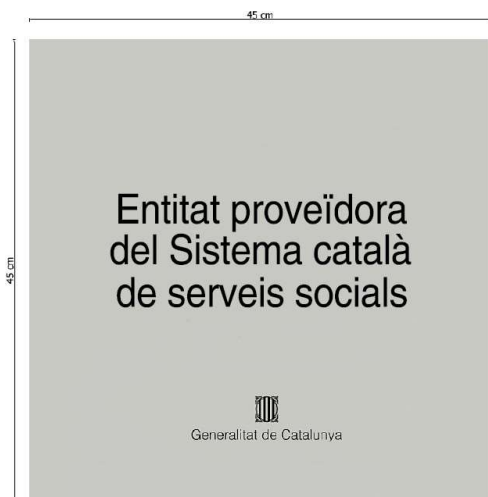 45 cm
45 cm
Entitat proveïdora
del Sistema català
de serveis socials
Generalitat de Catalunya